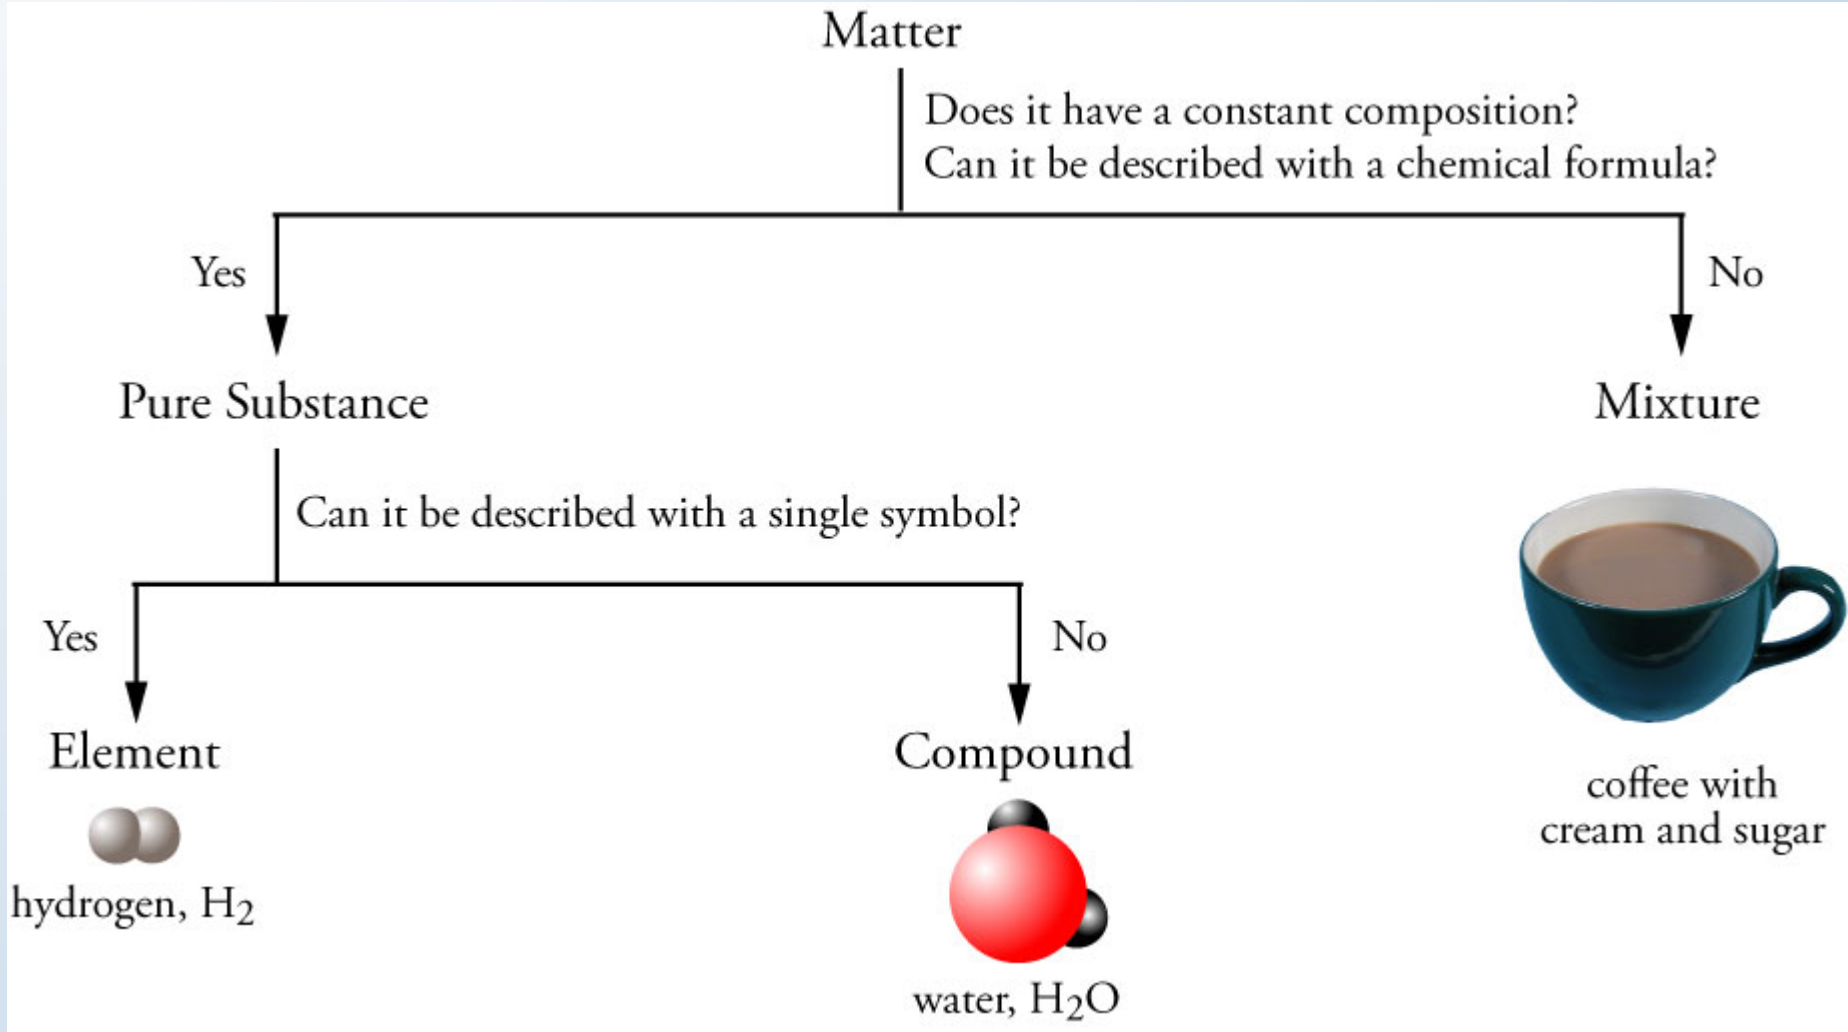 Matter
Does it have a constant composition?
Can it be described with a chemical formula?
Yes
No
Pure Substance
Mixture
Can it be described with a single symbol?
Yes
No
Element
Compound
coffee with
cream and sugar
hydrogen, H2
water, H2O